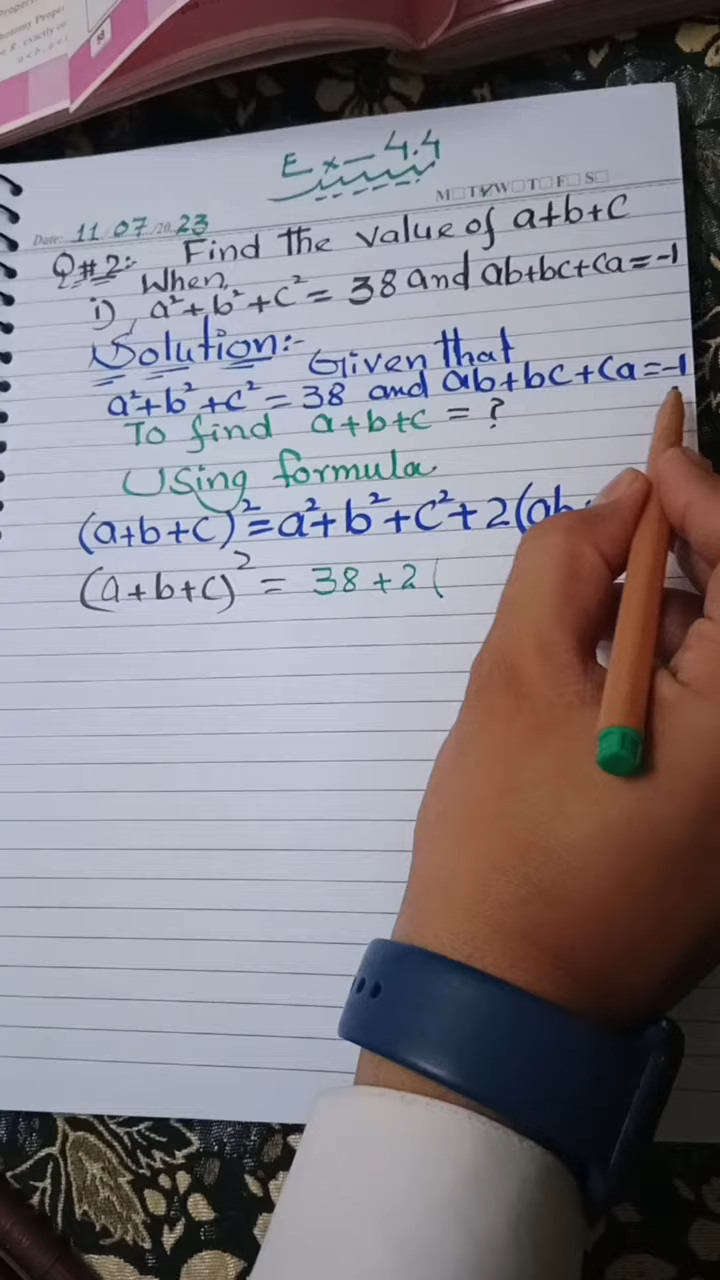 Ex - 4.4
M□T☑W□T□F□S□
Date: 11/07/2023
Q#2:- Find the value of a+b+c
When,
i) a²+b²+c² = 38 and ab+bc+ca=-1
Solution:- Given that
a²+b²+c² = 38 and ab+bc+ca=-1
To find a+b+c = ?
Using formula
(a+b+c)²=a²+b²+c²+2(ab
(a+b+c)² = 38+2(